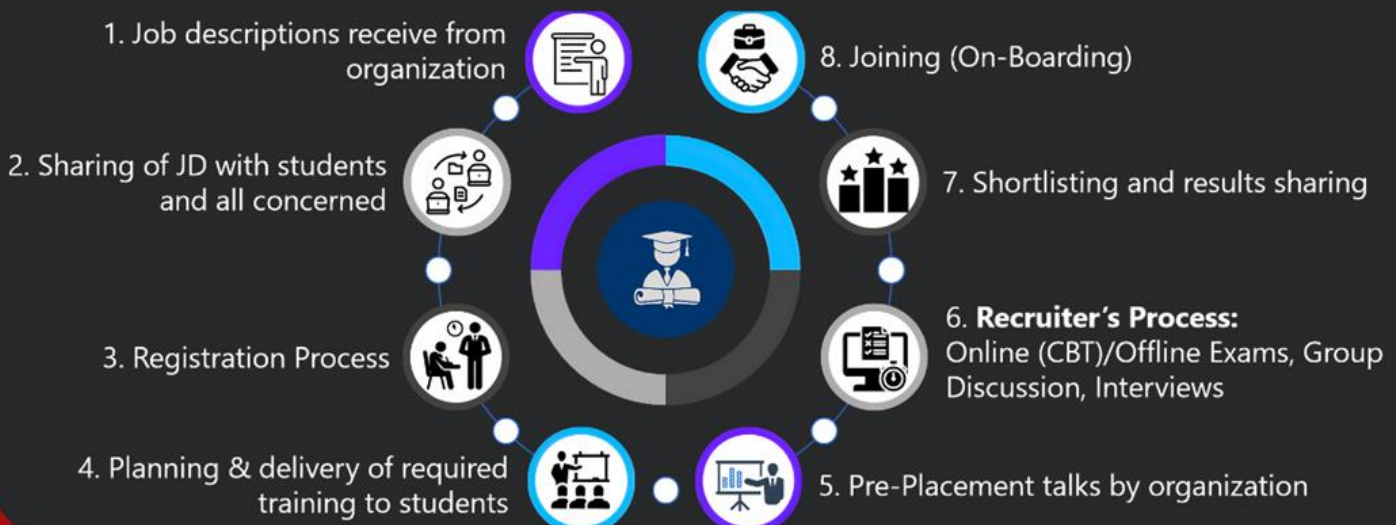 1. Job descriptions receive from
organization
2. Sharing of JD with students
and all concerned
3. Registration Process
4. Planning & delivery of required
training to students
5. Pre-Placement talks by organization
6. Recruiter's Process:
Online (CBT)/Offline Exams, Group
Discussion, Interviews
7. Shortlisting and results sharing
8. Joining (On-Boarding)